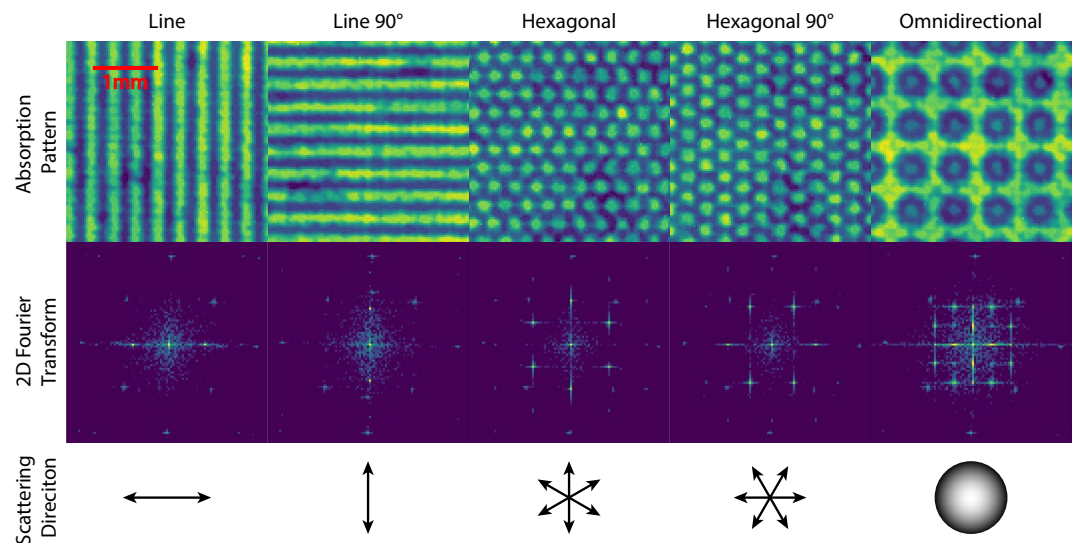 Line
Line 90°
Hexagonal
Hexagonal 90°
Omnidirectional
Absorption
Pattern
1mm
2D Fourier
Transform
Scattering
Direciton